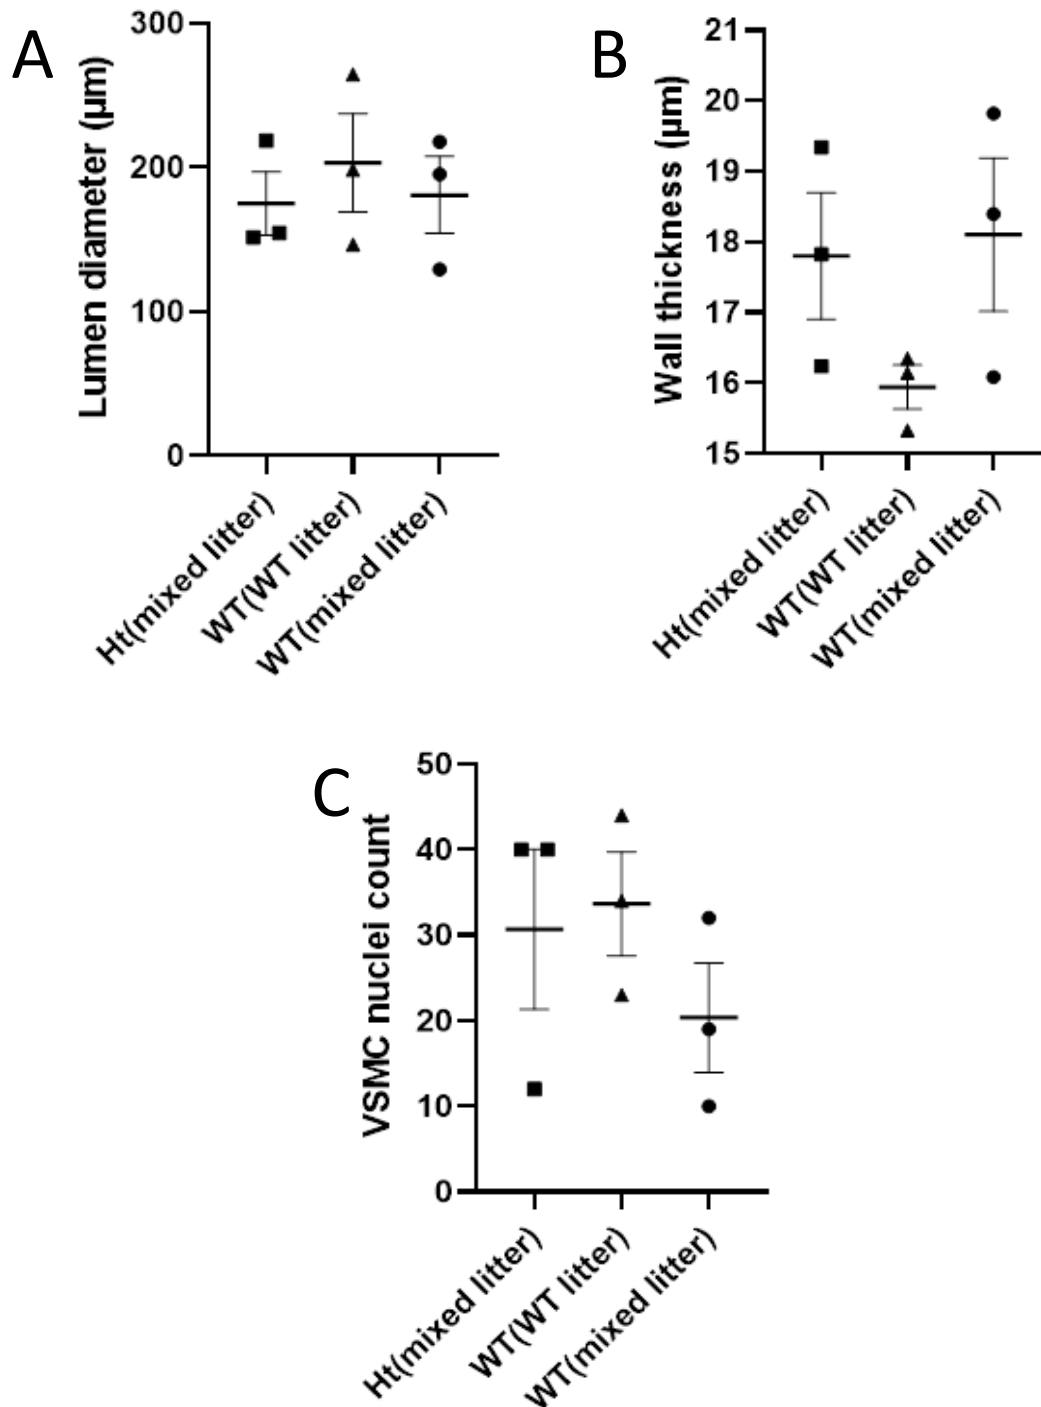 A
Lumen diameter (µm)
300
200
100
0
Ht(mixed litter)
WT(WT litter)
WT(mixed litter)
B
Wall thickness (µm)
21
20
19
18
17
16
15
Ht(mixed litter)
WT(WT litter)
WT(mixed litter)
C
VSMC nuclei count
50
40
30
20
10
0
Ht(mixed litter)
WT(WT litter)
WT(mixed litter)